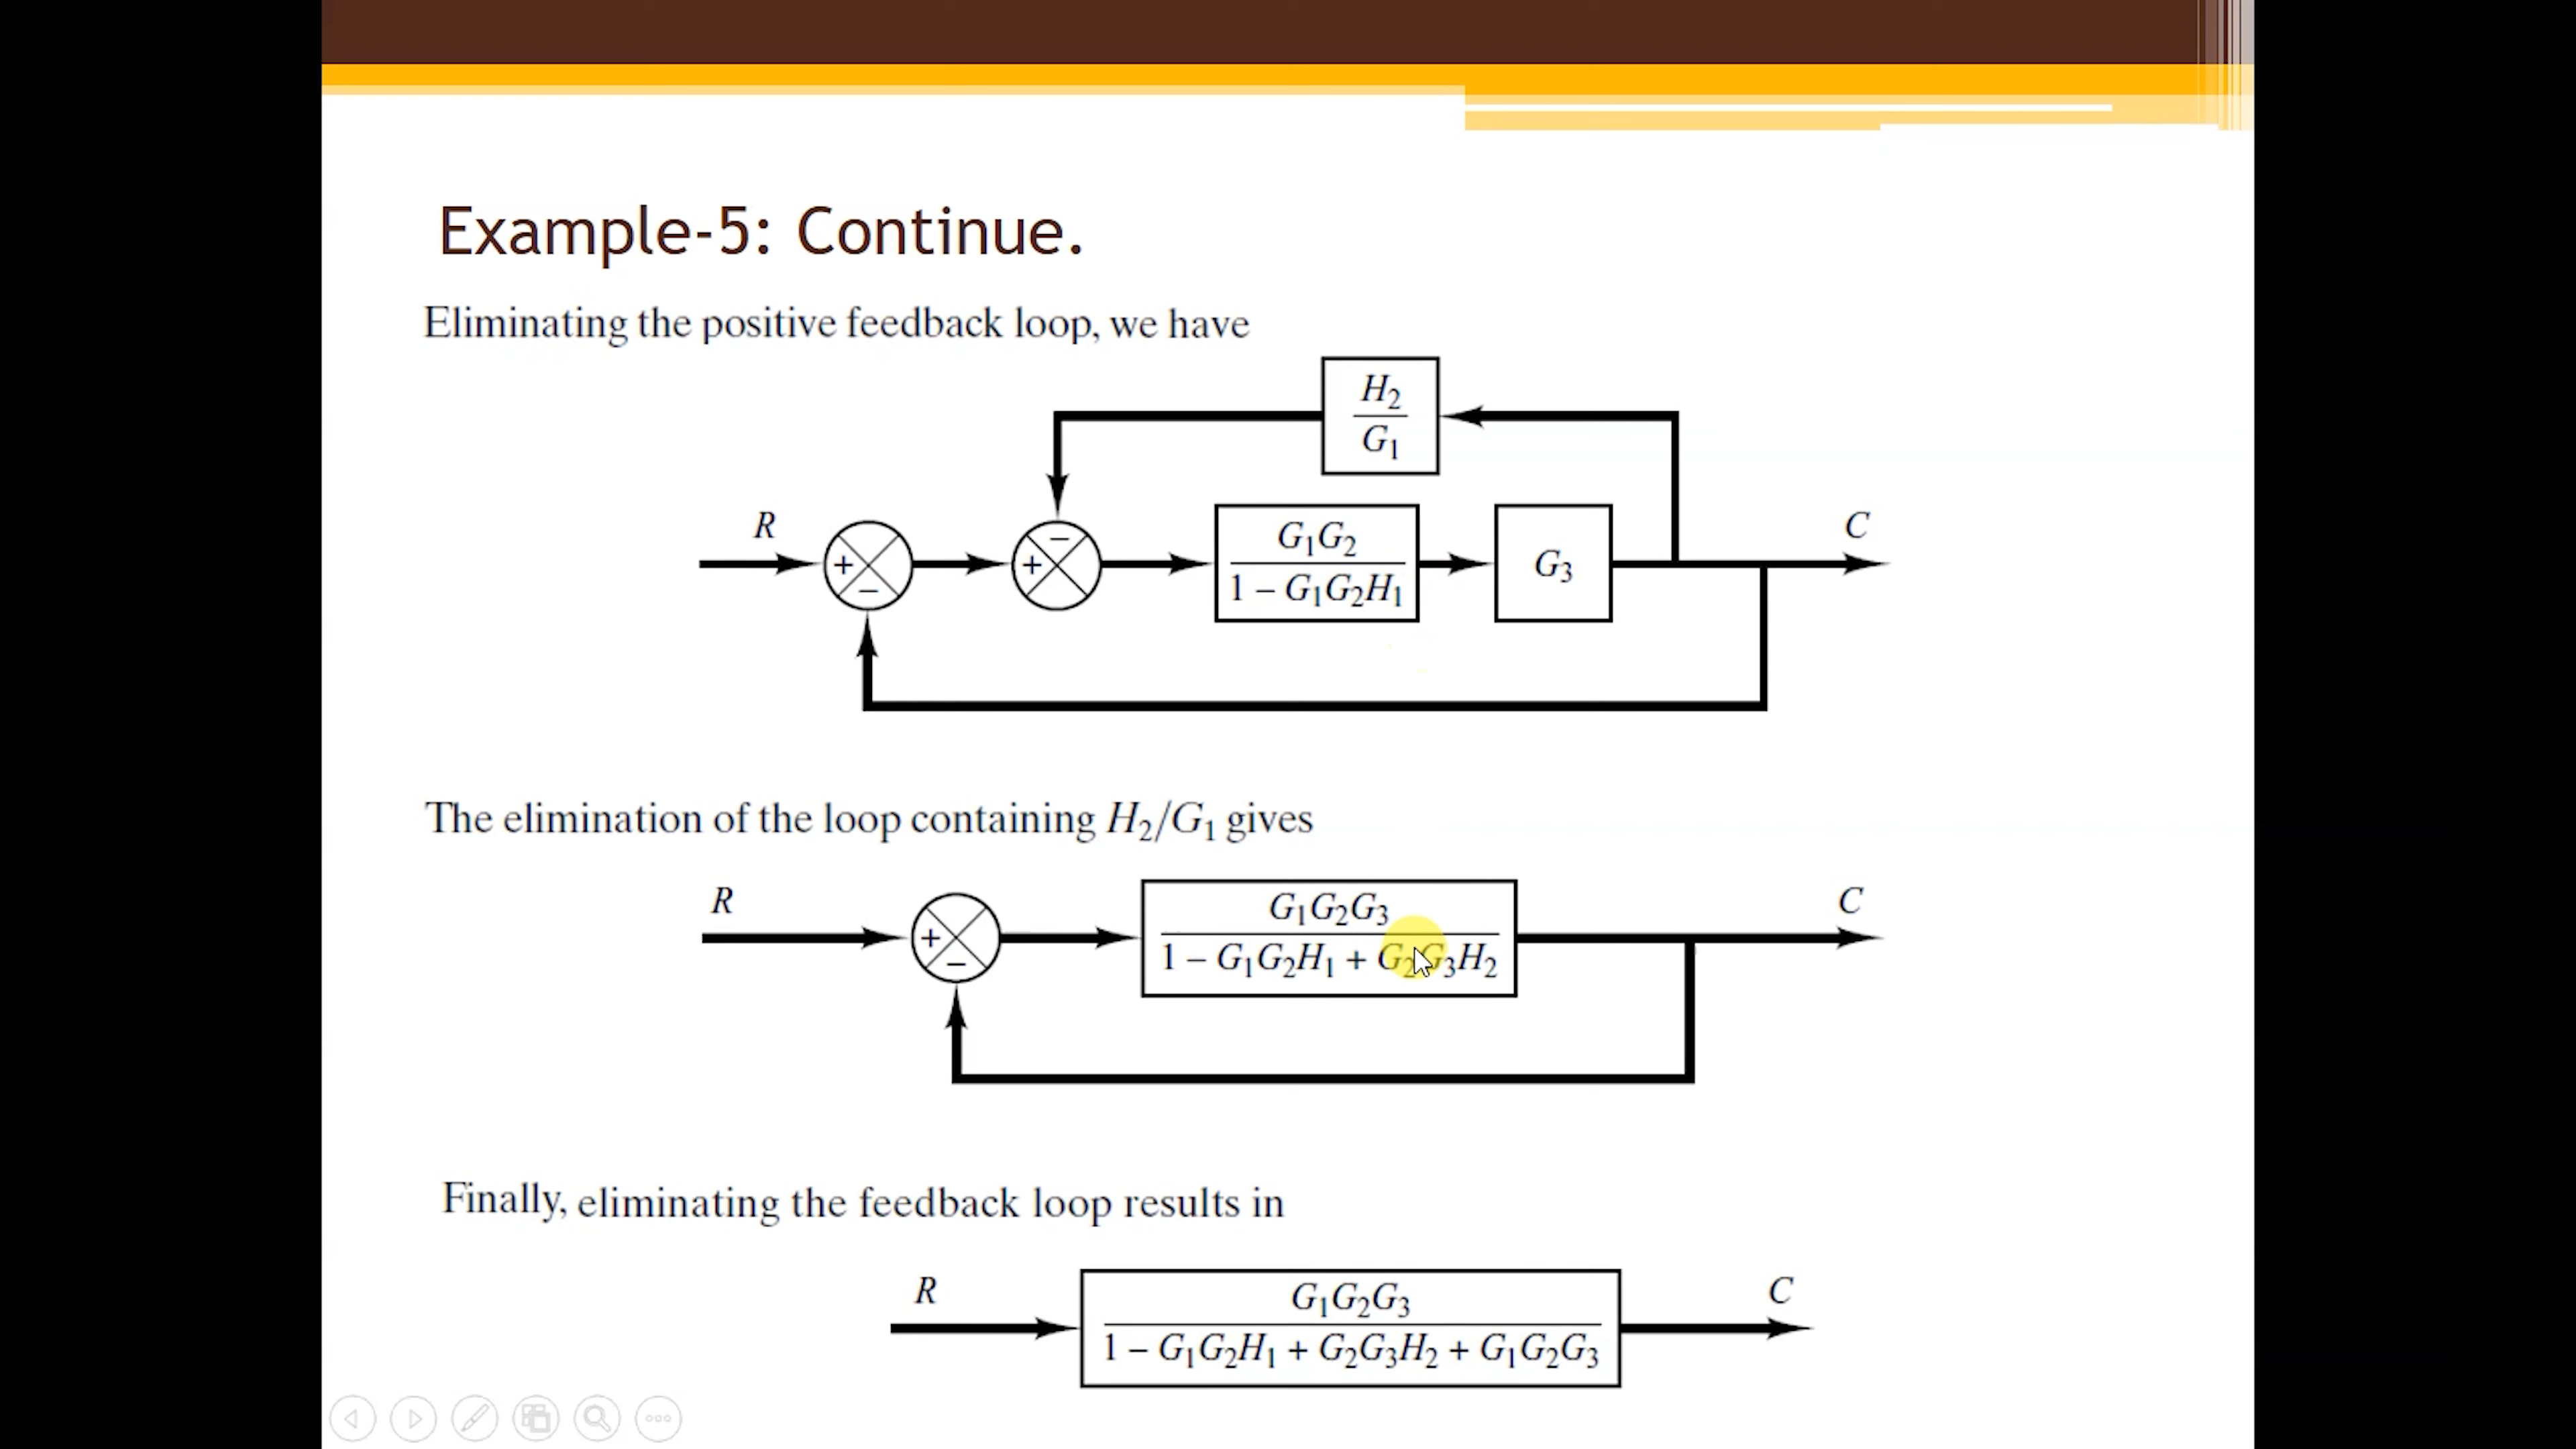 Example-5: Continue.
Eliminating the positive feedback loop, we have
H₂
G₁
R
+
−
+
−
G₁G₂
1 − G₁G₂H₁
G₃
C
The elimination of the loop containing H₂/G₁ gives
R
+
−
G₁G₂G₃
1 − G₁G₂H₁ + G₂G₃H₂
C
Finally, eliminating the feedback loop results in
R
G₁G₂G₃
1 − G₁G₂H₁ + G₂G₃H₂ + G₁G₂G₃
C